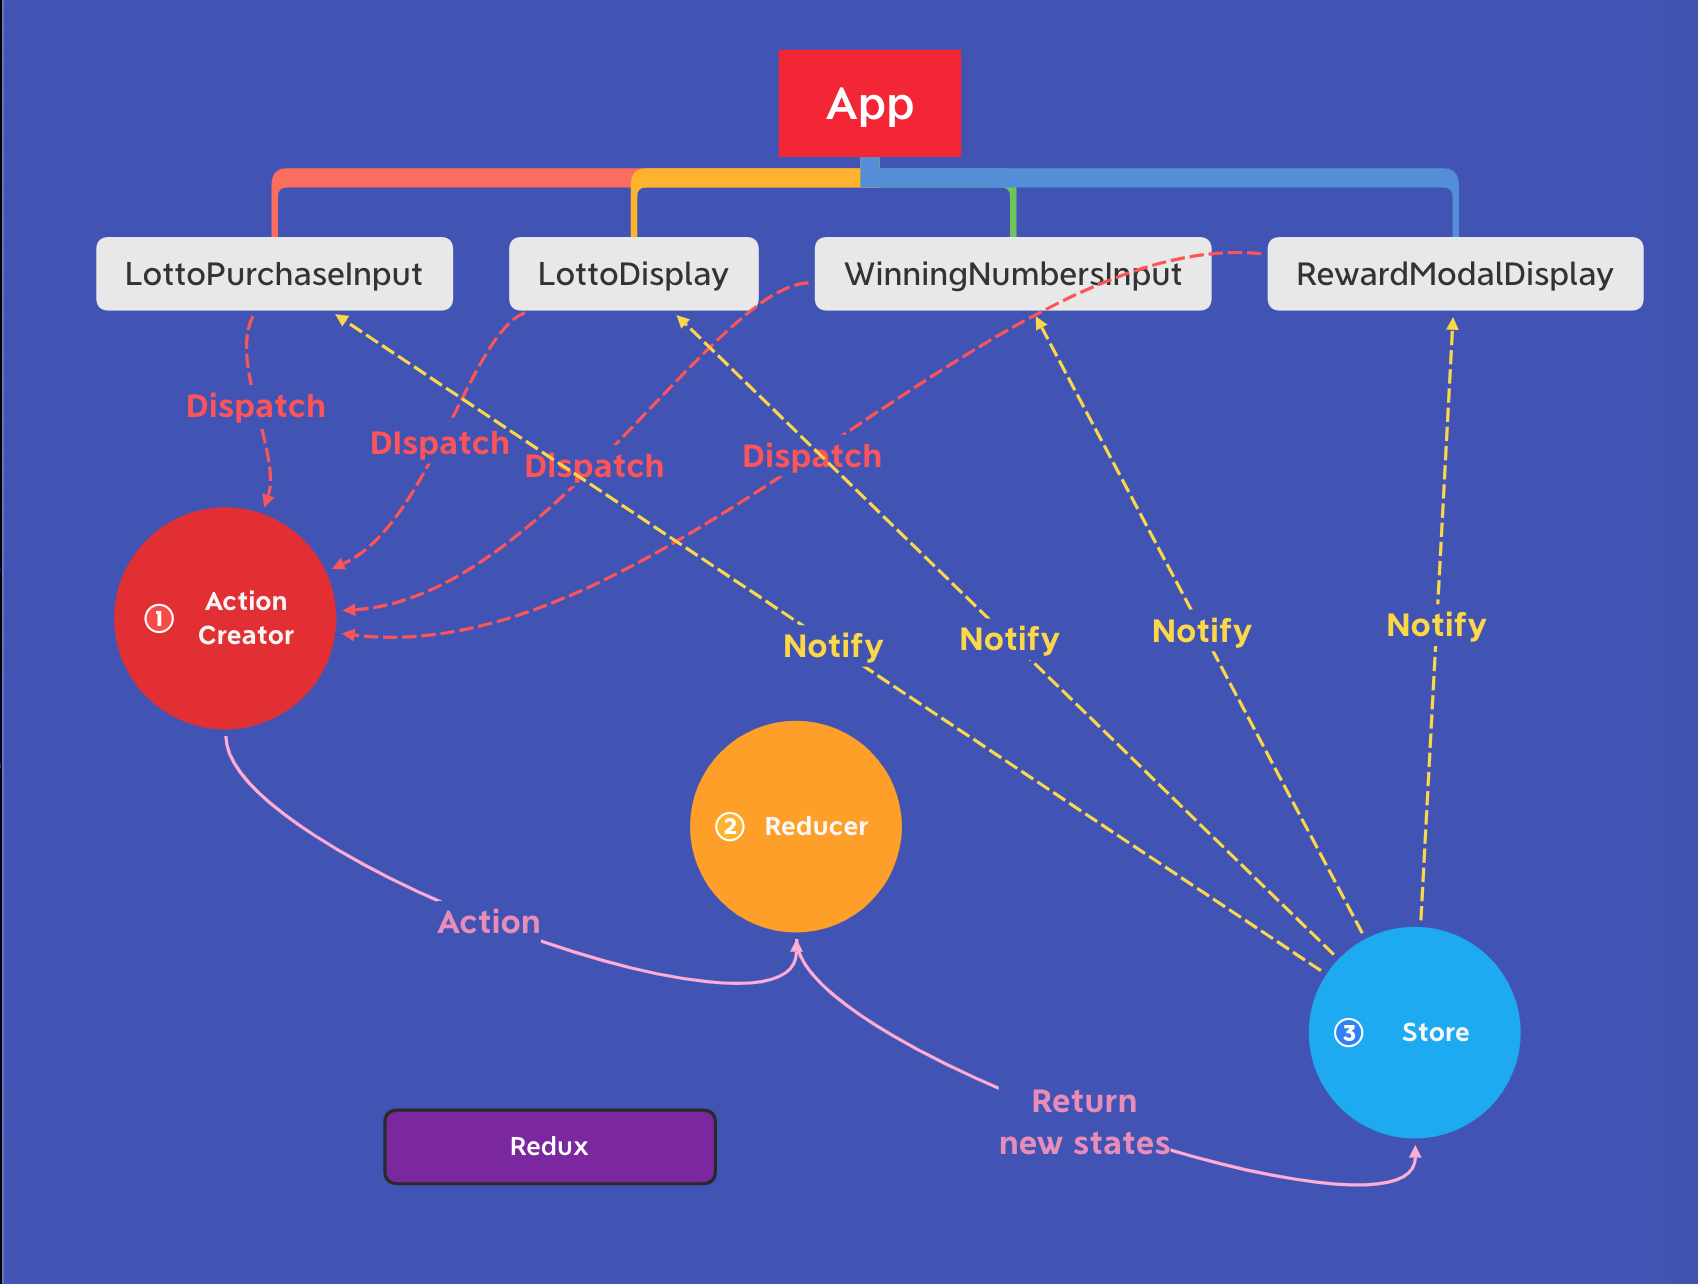 App
LottoPurchaseInput
LottoDisplay
WinningNumbersInput
RewardModalDisplay
Dispatch
DIspatch
Dispatch
Dispatch
① Action
Creator
Notify
Notify
Notify
Notify
② Reducer
Action
③ Store
Return
new states
Redux